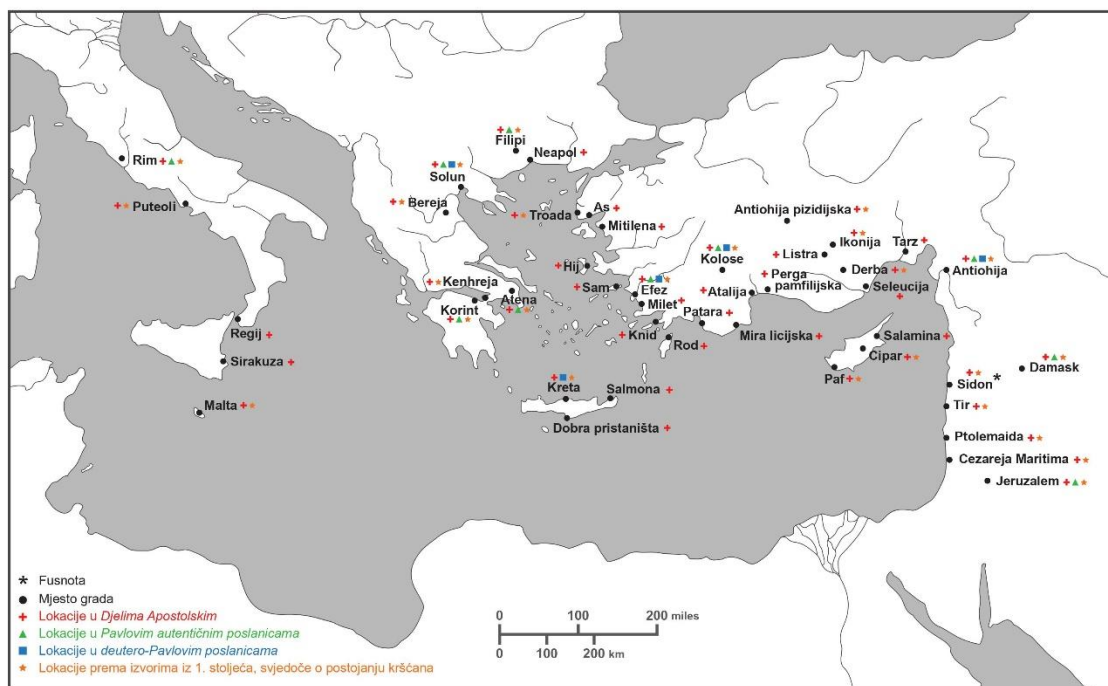 Filipi
Neapol
Rim
Solun
Puteoli
Bereja
Troada
As
Mitilena
Antiohija pizidijska
Ikonija
Tarz
Listra
Kolose
Hij
Derba
Antiohija
Perga
pamfilijska
Kenhreja
Sam
Efez
Atalija
Seleucija
Atena
Korint
Milet
Patara
Regij
Knid
Mira licijska
Salamina
Rod
Sirakuza
Cipar
Damask
Paf
Kreta
Salmona
Sidon*
Malta
Tir
Dobra pristaništa
Ptolemaida
Cezareja Maritima
Jeruzalem
* Fusnota
Mjesto grada
Lokacije u Djelima Apostolskim
Lokacije u Pavlovim autentičnim poslanicama
Lokacije u deutero-Pavlovim poslanicama
Lokacije prema izvorima iz 1. stoljeća, svjedoče o postojanju kršćana
0 100 200 miles
0 100 200 km